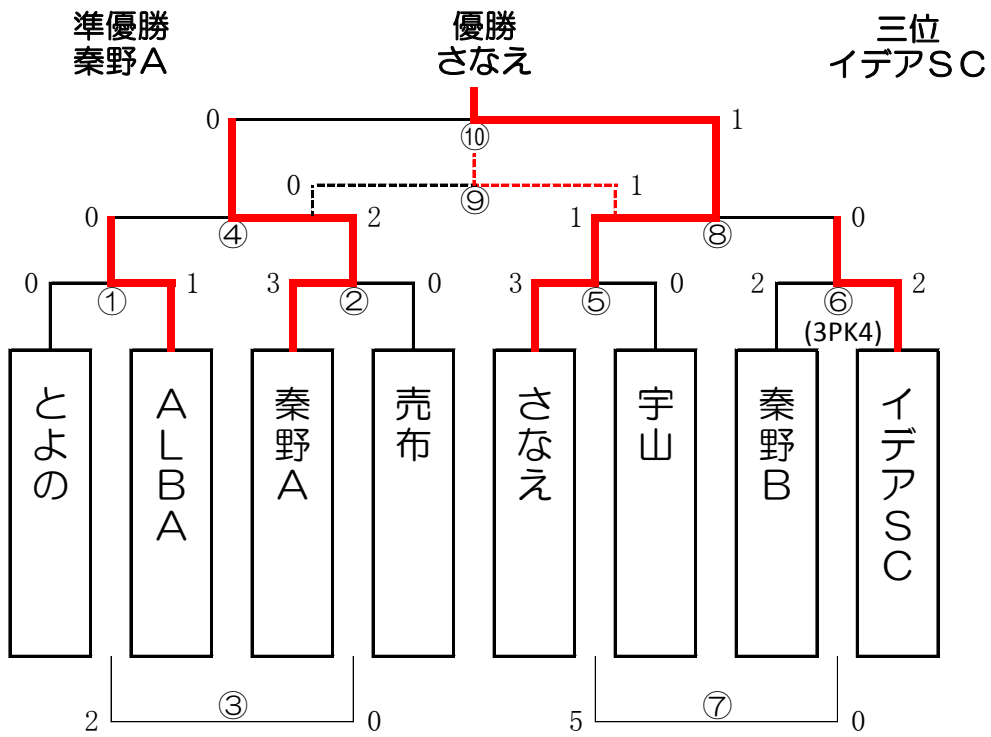 準優勝
秦野A
優勝
さなえ
三位
イデアSC
0
⑩
1
0
⑨
1
0
④
2
1
⑧
0
0
①
1
3
②
0
3
⑤
0
2
⑥
2
(3PK4)
とよの
ALBA
秦野A
売布
さなえ
宇山
秦野B
イデアSC
2
③
0
5
⑦
0